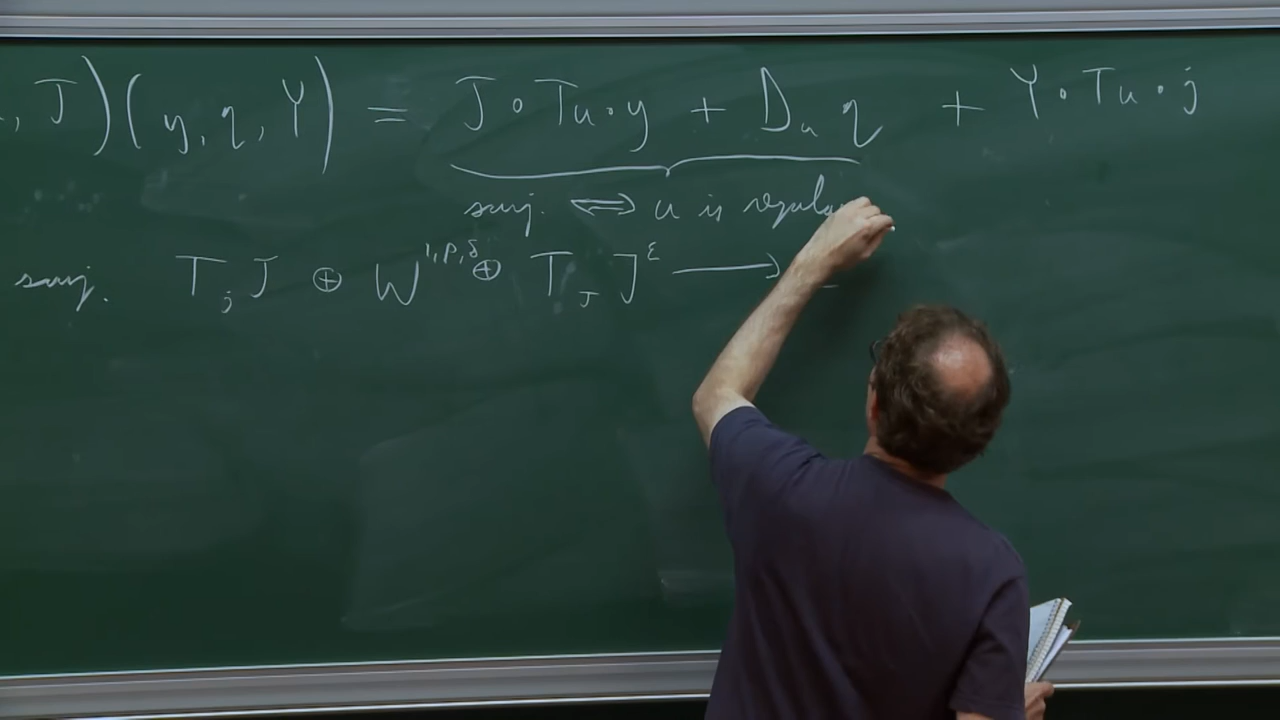 , J)(y, η, Y) = J ∘ Tu · y + D_u η + Y ∘ Tu · j
surj. ⟺ u is regular
surj. T_j J ⊕ W^{1,p,δ} ⊕ T_J J^ε ⟶